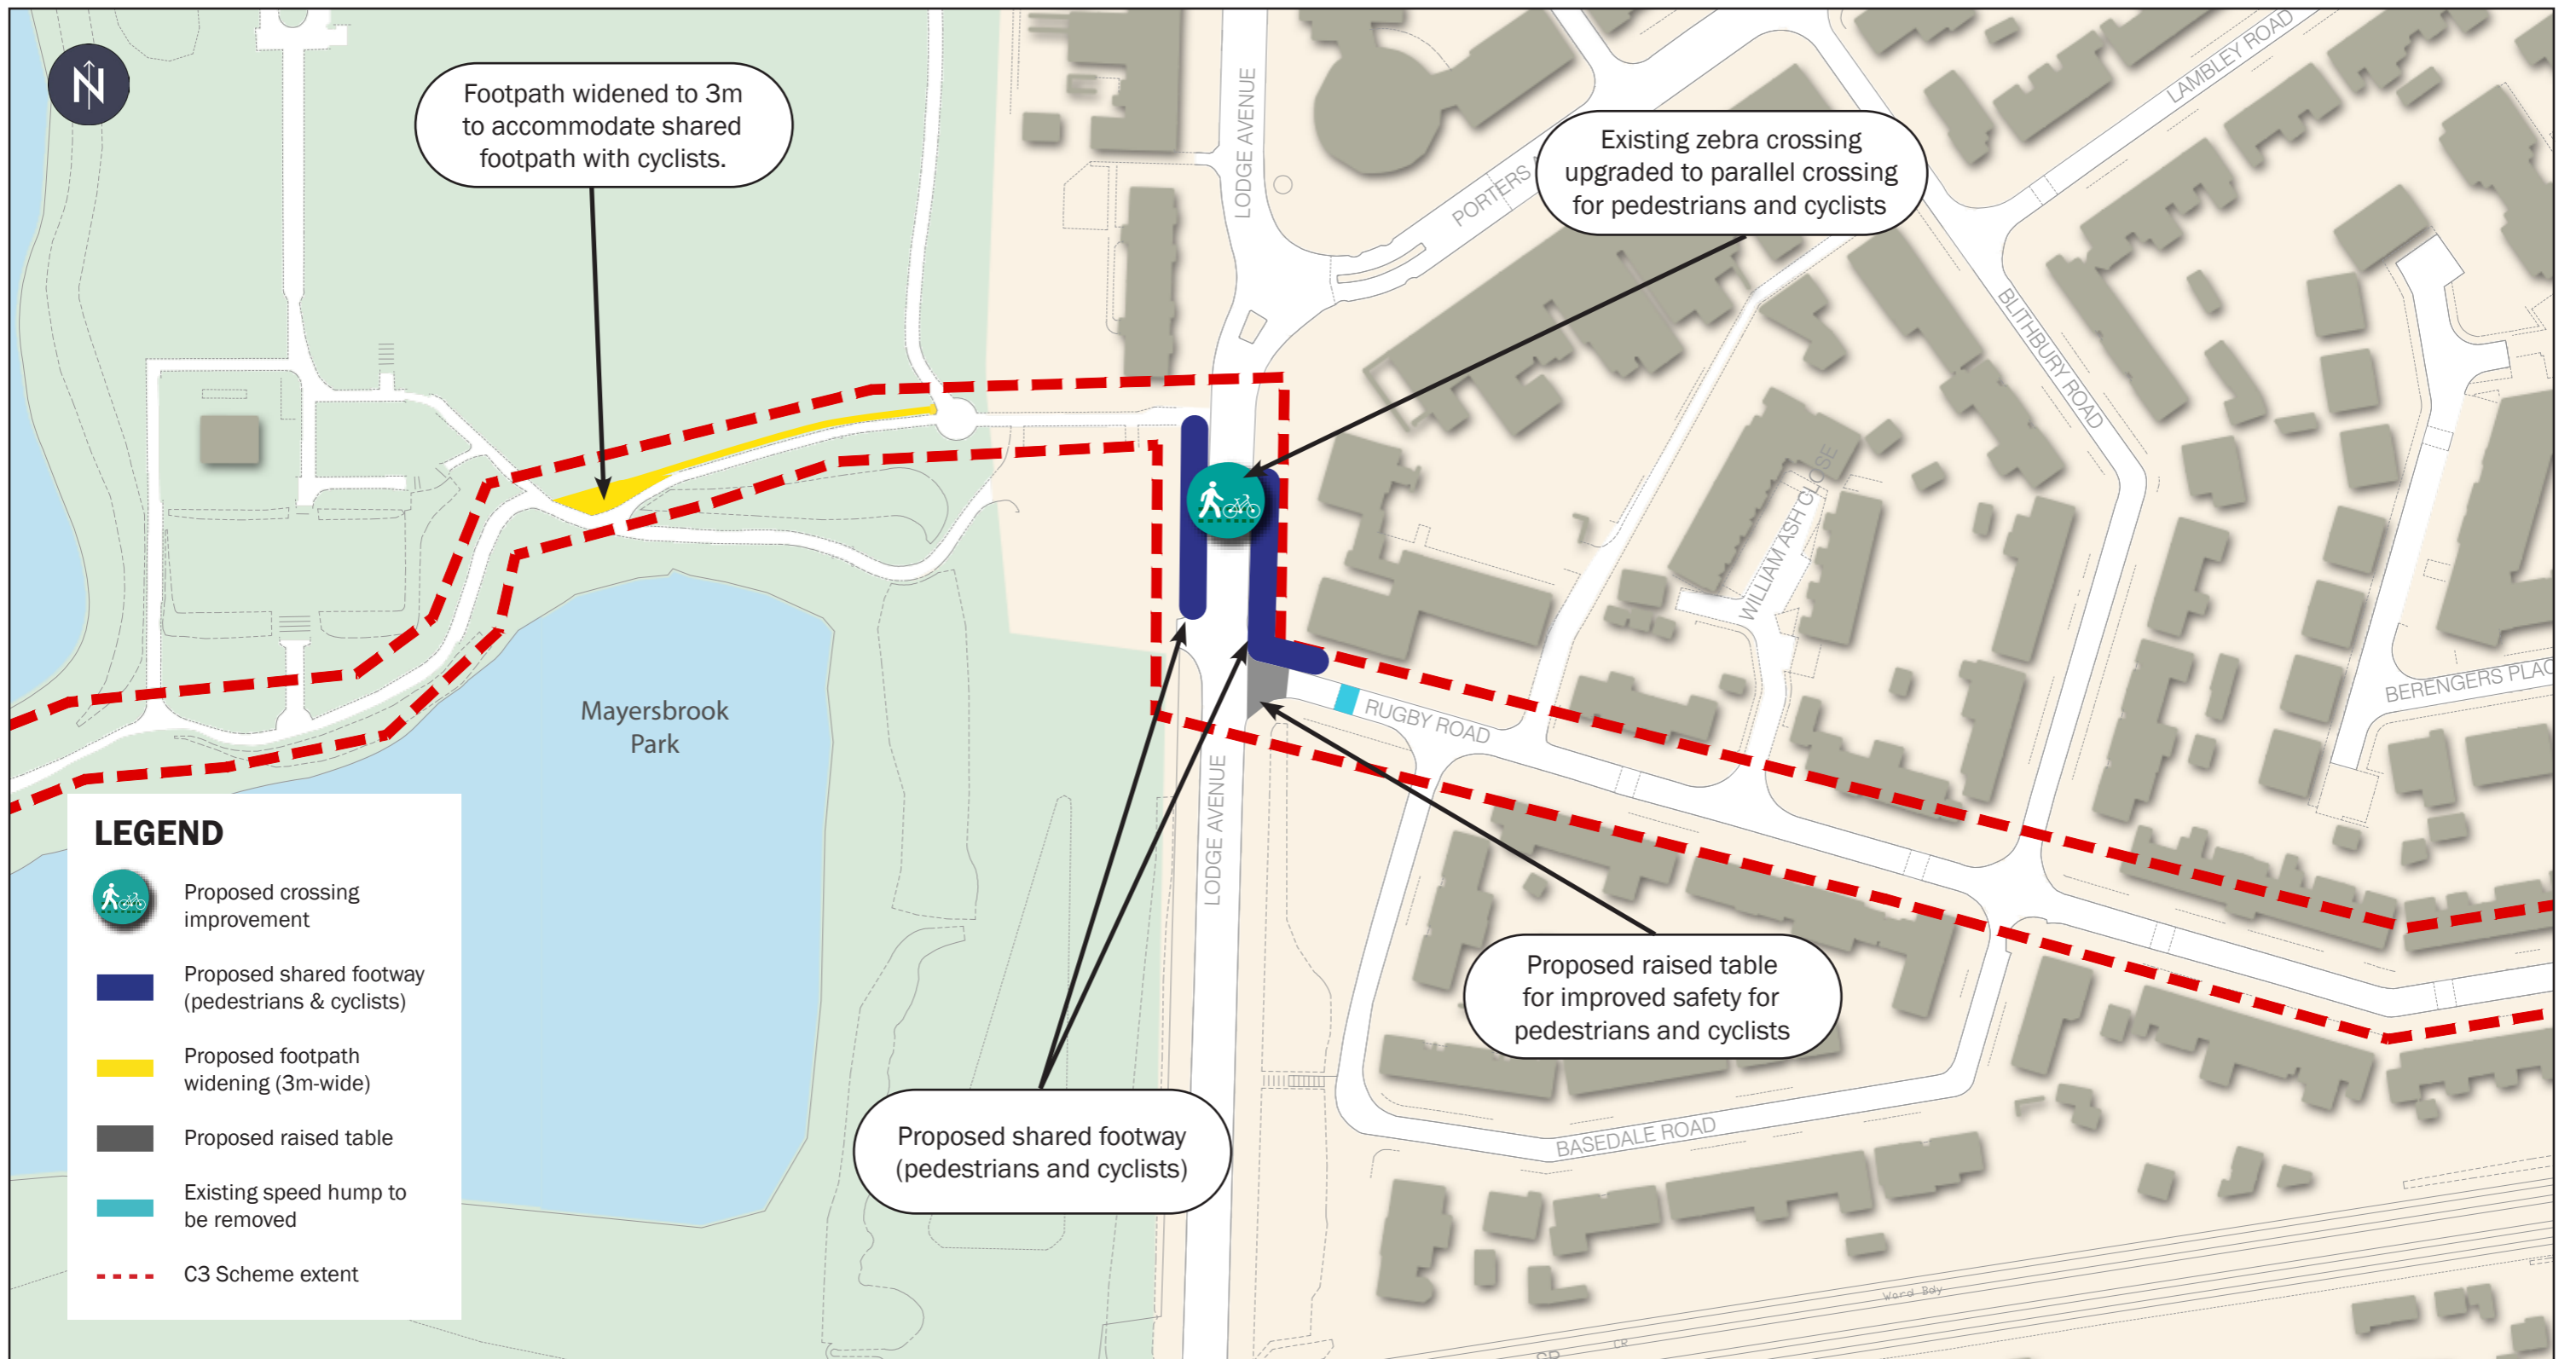 N
Footpath widened to 3m
to accommodate shared
footpath with cyclists.
LODGE AVENUE
PORTERS
Existing zebra crossing
upgraded to parallel crossing
for pedestrians and cyclists
LAMBLEY ROAD
BLITHBURY ROAD
WILLIAM ASH CLOSE
BERENGERS PLAC
RUGBY ROAD
Mayersbrook
Park
LODGE AVENUE
Proposed raised table
for improved safety for
pedestrians and cyclists
Proposed shared footway
(pedestrians and cyclists)
BASEDALE ROAD
Word Bdy
CR
LEGEND
Proposed crossing
improvement
Proposed shared footway
(pedestrians & cyclists)
Proposed footpath
widening (3m-wide)
Proposed raised table
Existing speed hump to
be removed
C3 Scheme extent